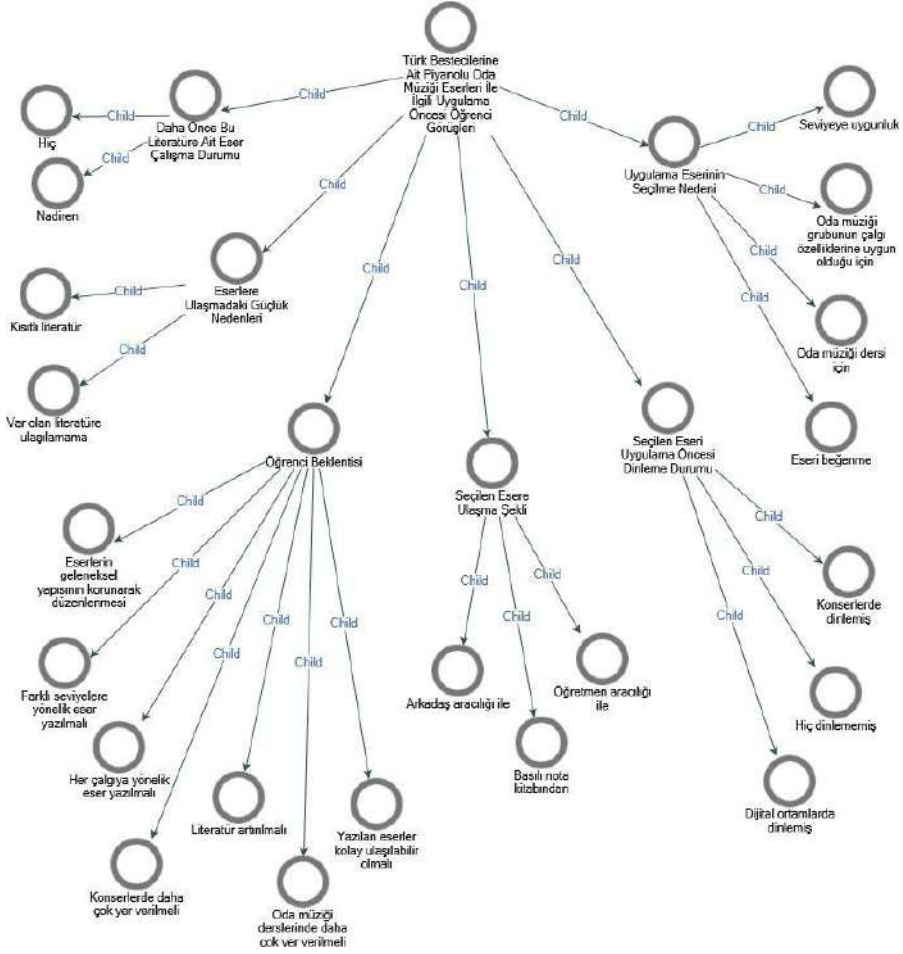 Türk Bestecilerine
Ait Piyanolu Oda
Müziği Eserleri İle
İlgili Uygulama
Öncesi Öğrenci
Görüşleri
Child
Child
Hiç
Daha Önce Bu
Literatüre Ait Eser
Çalışma Durumu
Child
Nadiren
Child
Uygulama Eserinin
Seçilme Nedeni
Child
Seviyeye uygunluk
Child
Oda müziği
grubunun çalgı
özelliklerine uygun
olduğu için
Child
Oda müziği dersi
için
Child
Eseri beğenme
Child
Eserlere
Ulaşmadaki Güçlük
Nedenleri
Child
Kısıtlı literatür
Child
Var olan literatüre
ulaşılamama
Child
Öğrenci Beklentisi
Child
Eserlerin
geleneksel
yapısının korunarak
düzenlenmesi
Child
Farklı seviyelere
yönelik eser
yazılmalı
Child
Her çalgıya yönelik
eser yazılmalı
Child
Konserlerde daha
çok yer verilmeli
Child
Literatür artırılmalı
Child
Oda müziği
derslerinde daha
çok yer verilmeli
Child
Yazılan eserler
kolay ulaşılabilir
olmalı
Child
Seçilen Esere
Ulaşma Şekli
Child
Arkadaş aracılığı ile
Child
Basılı nota
kitabından
Child
Öğretmen aracılığı
ile
Child
Seçilen Eseri
Uygulama Öncesi
Dinleme Durumu
Child
Konserlerde
dinlemiş
Child
Hiç dinlememiş
Child
Dijital ortamlarda
dinlemiş